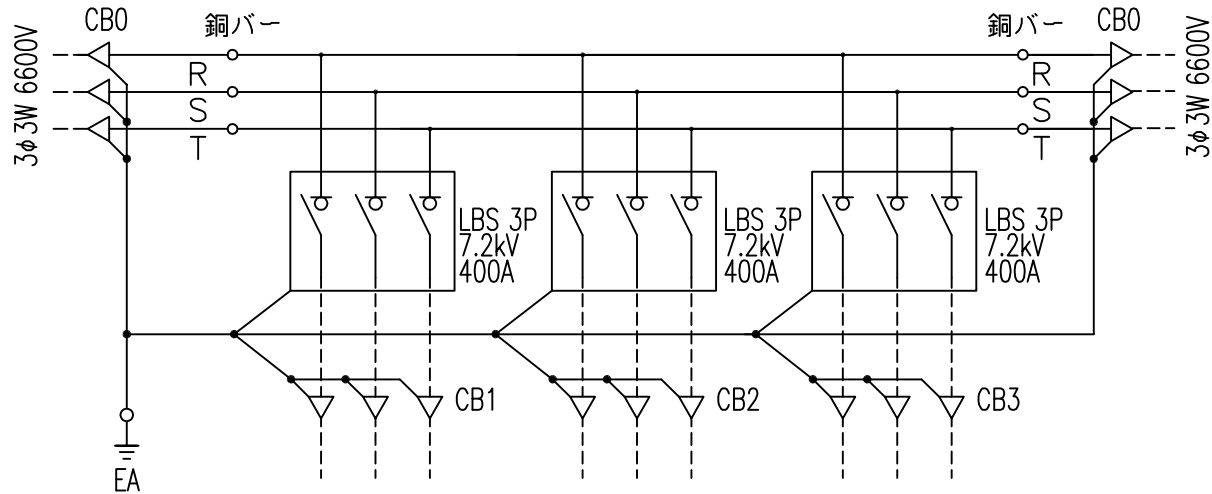 CB0
銅バー
銅バー
CB0
3φ3W 6600V
R
S
T
R
S
T
3φ3W 6600V
LBS 3P
7.2kV
400A
LBS 3P
7.2kV
400A
LBS 3P
7.2kV
400A
CB1
CB2
CB3
EA